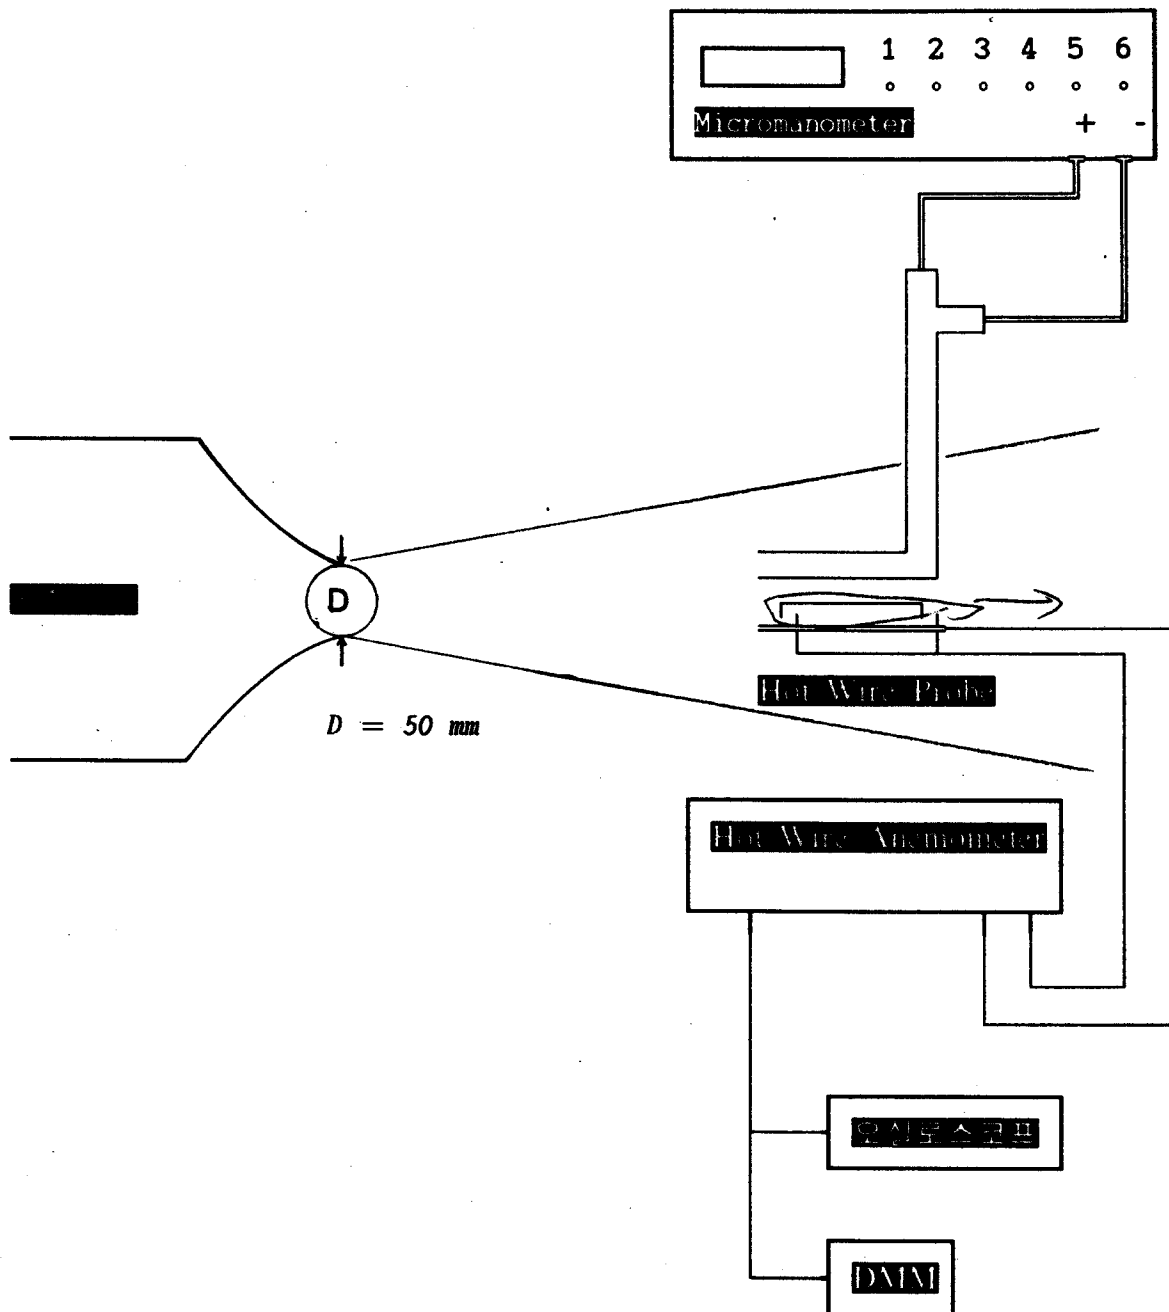 1 2 3 4 5 6
Micromanometer
+ -
D
Hot Wire Probe
D = 50 mm
Hot Wire Anemometer
오실로스코프
DMM